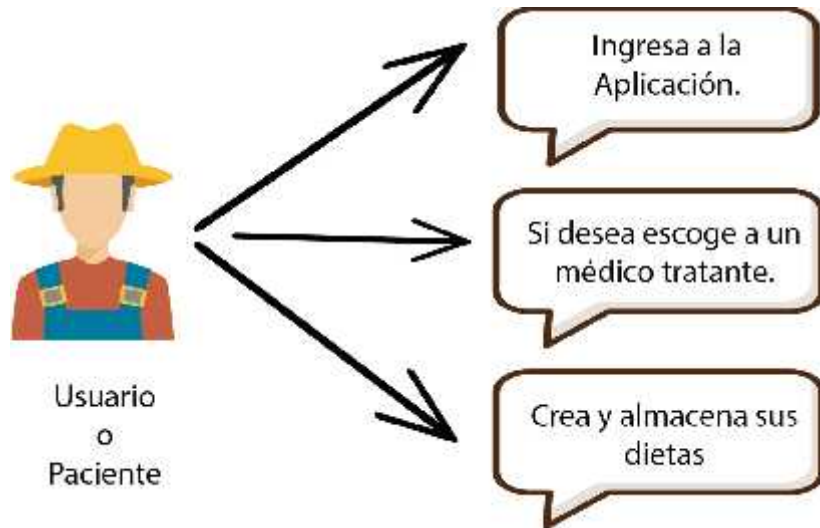 Ingresa a la
Aplicación.
Si desea escoge a un
médico tratante.
Crea y almacena sus
dietas
Usuario
o
Paciente